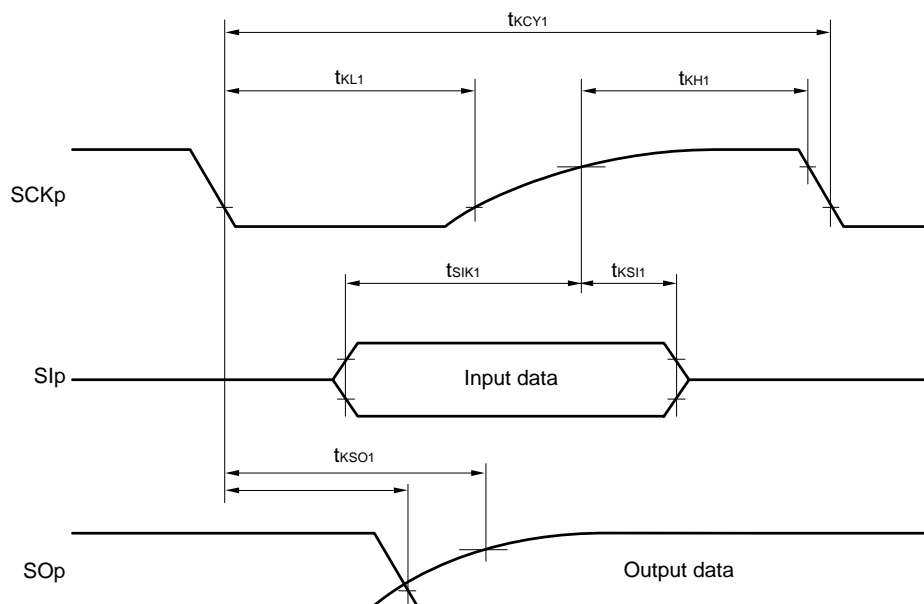 tKCY1
tKL1
tKH1
SCKp
tSIK1
tKSI1
SIp
Input data
tKSO1
SOp
Output data